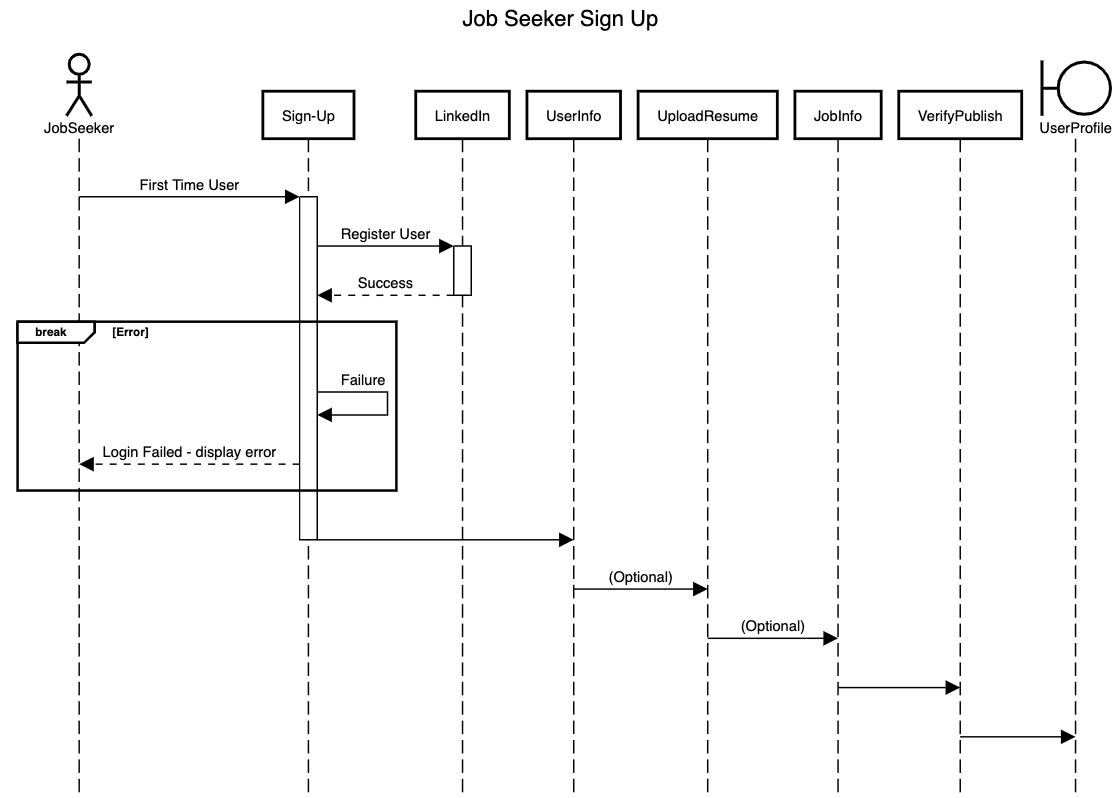 Job Seeker Sign Up
JobSeeker
Sign-Up
LinkedIn
UserInfo
UploadResume
JobInfo
VerifyPublish
UserProfile
First Time User
Register User
Success
break
[Error]
Failure
Login Failed - display error
(Optional)
(Optional)